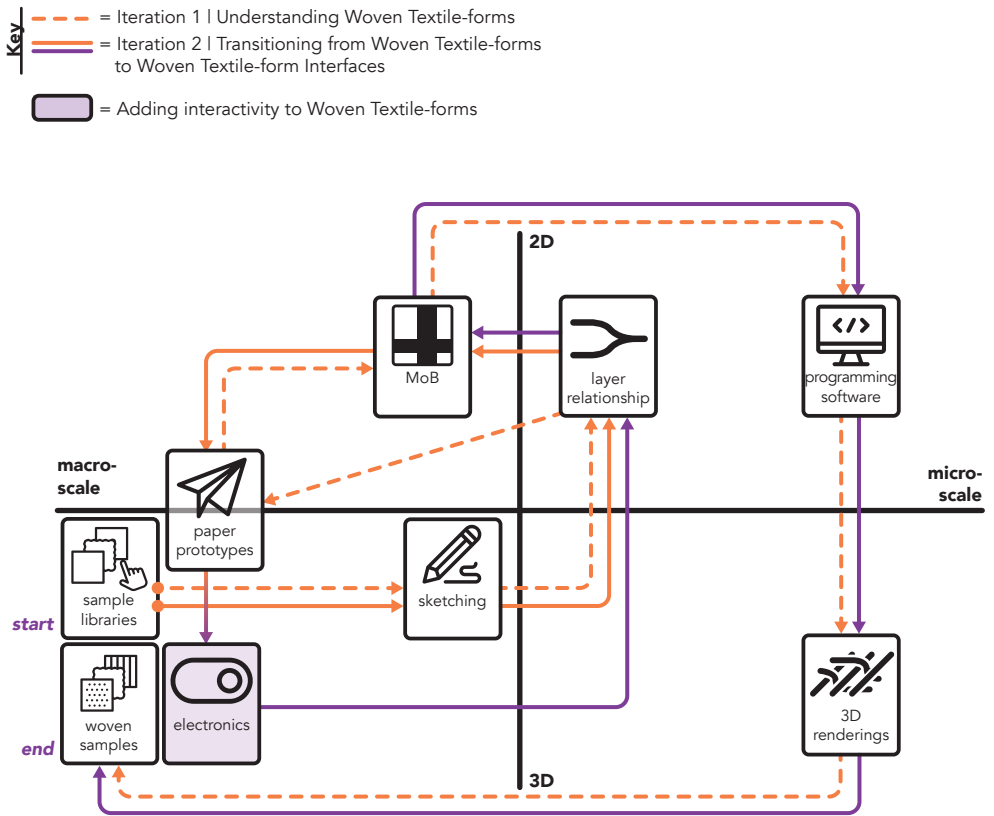 Key
= Iteration 1 | Understanding Woven Textile-forms
= Iteration 2 | Transitioning from Woven Textile-forms
to Woven Textile-form Interfaces
= Adding interactivity to Woven Textile-forms
2D
MoB
layer
relationship
</>
programming
software
macro-
scale
micro-
scale
paper
prototypes
sample
libraries
sketching
start
woven
samples
electronics
3D
renderings
end
3D